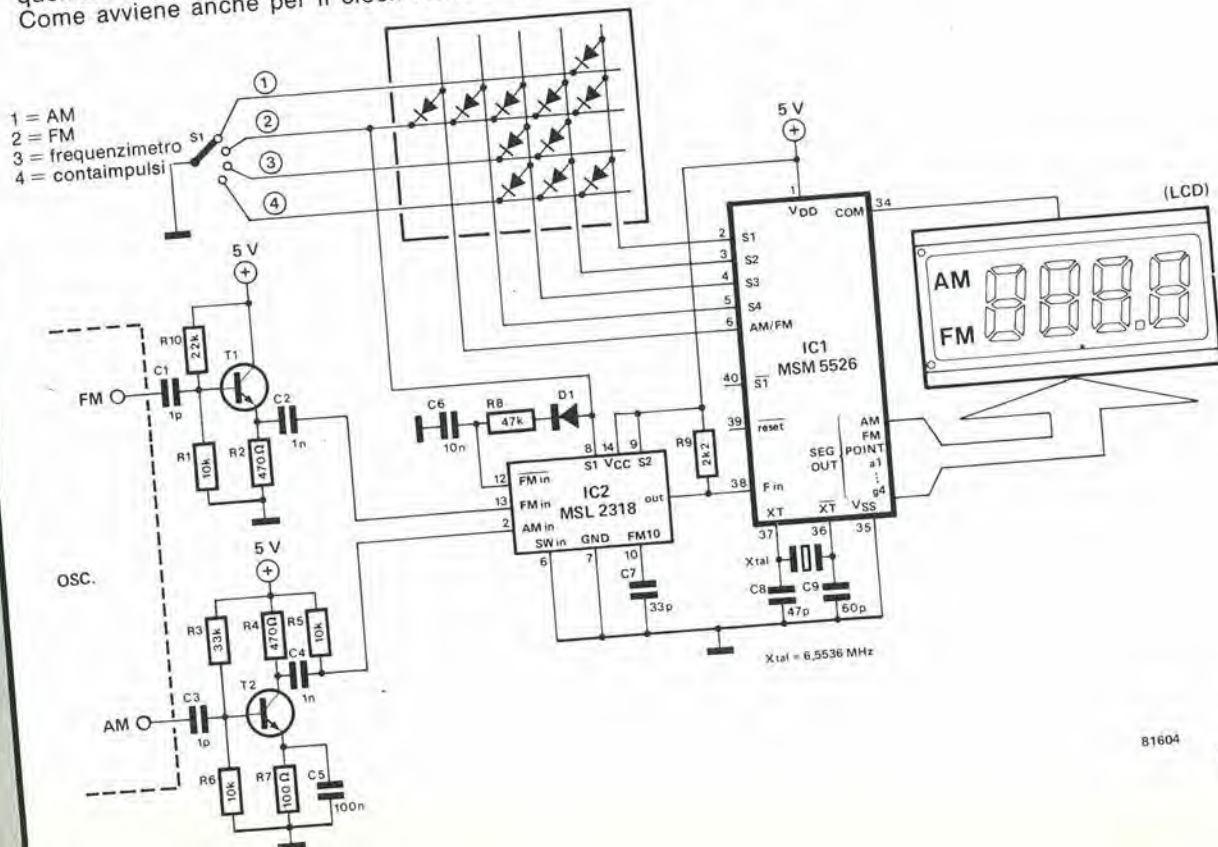 Come avviene anche per il
1 = AM
2 = FM
3 = frequenzimetro
4 = contaimpulsi
S1
1
2
3
4
5 V
+
R10
22k
C1
1p
FM
T1
C2
1n
R1
10k
R2
470Ω
OSC.
5 V
+
R3
33k
R4
470Ω
R5
10k
C4
1n
T2
C3
1p
AM
R6
10k
R7
100Ω
C5
100n
C6
10n
R8
47k
D1
8
14
9
S1 VCC S2
12
FM in
13
FM in
2
AM in
IC2
MSL 2318
out
SW in
GND
FM10
6
7
10
C7
33p
R9
2k2
5 V
+
1
VDD
COM
34
2
S1
3
S2
4
S3
5
S4
6
AM/FM
IC1
MSM 5526
40
S1
39
reset
AM
FM
SEG
OUT
POINT
a1
g4
38
F in
XT
XT
VSS
37
36
35
Xtal
C8
47p
C9
60p
Xtal = 6,5536 MHz
(LCD)
AM
FM
81604